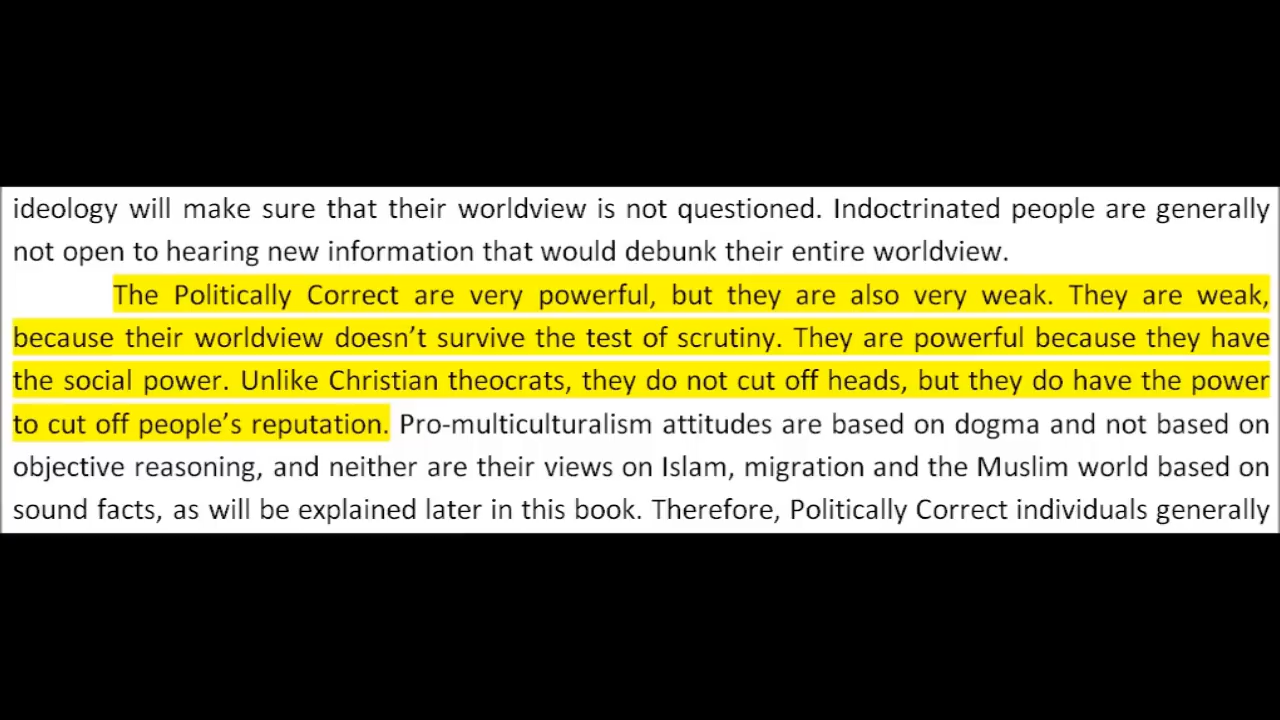 ideology will make sure that their worldview is not questioned. Indoctrinated people are generally
not open to hearing new information that would debunk their entire worldview.
The Politically Correct are very powerful, but they are also very weak. They are weak,
because their worldview doesn’t survive the test of scrutiny. They are powerful because they have
the social power. Unlike Christian theocrats, they do not cut off heads, but they do have the power
to cut off people’s reputation. Pro-multiculturalism attitudes are based on dogma and not based on
objective reasoning, and neither are their views on Islam, migration and the Muslim world based on
sound facts, as will be explained later in this book. Therefore, Politically Correct individuals generally